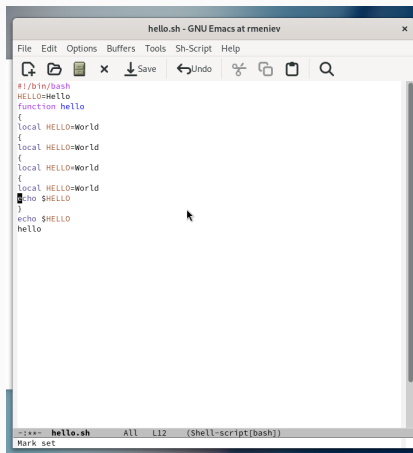 hello.sh - GNU Emacs at rmeniev ×
File Edit Options Buffers Tools Sh-Script Help
Save Undo
#!/bin/bash
HELLO=Hello
function hello
{
local HELLO=World
{
local HELLO=World
{
local HELLO=World
{
local HELLO=World
echo $HELLO
}
echo $HELLO
hello
-:**- hello.sh All L12 (Shell-script[bash])
Mark set